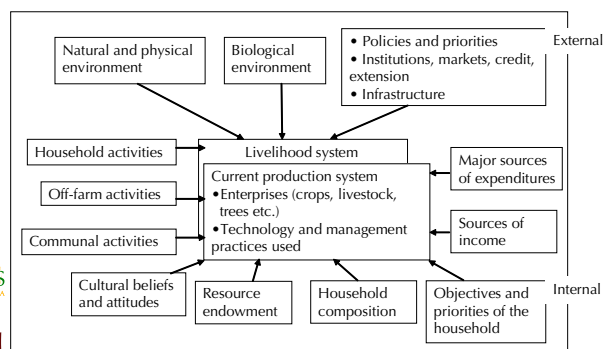 Natural and physical
environment
Biological
environment
• Policies and priorities
• Institutions, markets, credit,
extension
• Infrastructure
External
Household activities
Off-farm activities
Communal activities
Livelihood system
Current production system
•Enterprises (crops, livestock,
trees etc.)
•Technology and management
practices used
Major sources
of expenditures
Sources of
income
Cultural beliefs
and attitudes
Resource
endowment
Household
composition
Objectives and
priorities of the
household
Internal